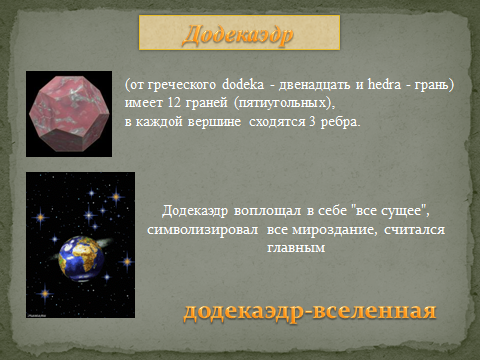 Додекаэдр
(от греческого dodeka - двенадцать и hedra - грань)
имеет 12 граней (пятиугольных),
в каждой вершине сходятся 3 ребра.
Додекаэдр воплощал в себе "все сущее",
символизировал все мироздание, считался
главным
додекаэдр-вселенная